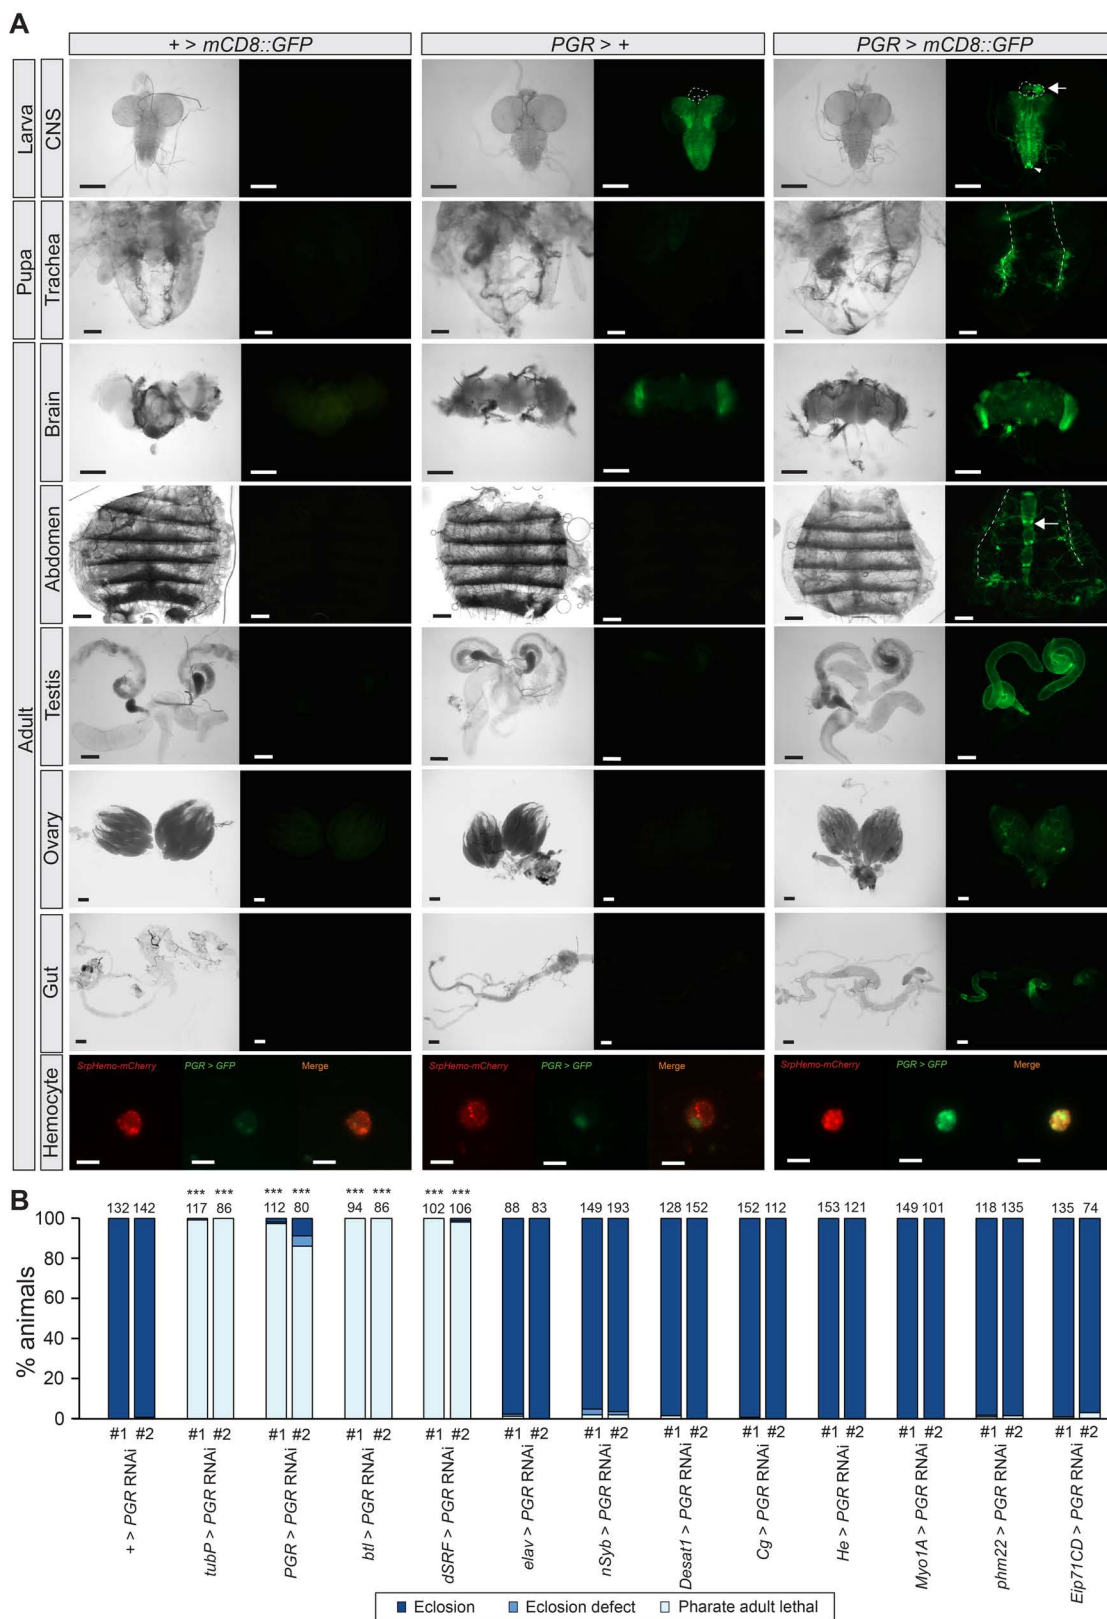 A
+ > mCD8::GFP
PGR > +
PGR > mCD8::GFP
Larva
CNS
Pupa
Trachea
Adult
Brain
Abdomen
Testis
Ovary
Gut
Hemocyte
SrpHemo-mCherry PGR > GFP Merge
SrpHemo-mCherry PGR > GFP Merge
SrpHemo-mCherry PGR > GFP Merge
B
*** *** *** *** *** *** *** ***
132 142 117 86 112 80 94 86 102 106 88 83 149 193 128 152 152 112 153 121 149 101 118 135 135 74
% animals
100
80
60
40
20
0
#1 #2 #1 #2 #1 #2 #1 #2 #1 #2 #1 #2 #1 #2 #1 #2 #1 #2 #1 #2 #1 #2 #1 #2 #1 #2
+ > PGR RNAi
tubP > PGR RNAi
PGR > PGR RNAi
btl > PGR RNAi
dSRF > PGR RNAi
elav > PGR RNAi
nSyb > PGR RNAi
Desat1 > PGR RNAi
Cg > PGR RNAi
He > PGR RNAi
Myo1A > PGR RNAi
phm22 > PGR RNAi
Eip71CD > PGR RNAi
Eclosion Eclosion defect Pharate adult lethal